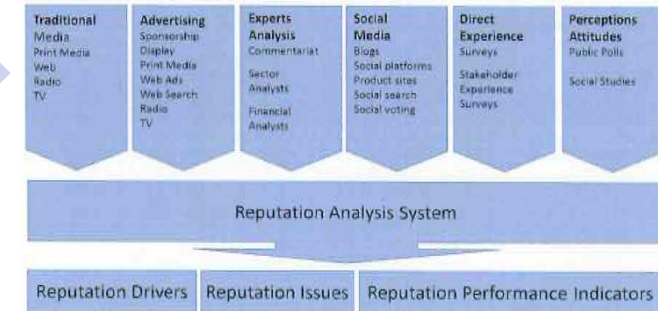 Traditional
Media
Print Media
Web
Radio
TV
Advertising
Sponsorship
Display
Print Media
Web Ads
Web Search
Radio
TV
Experts
Analysis
Commentariat
Sector
Analysts
Financial
Analysts
Social
Media
Blogs
Social platforms
Product sites
Social search
Social voting
Direct
Experience
Surveys
Stakeholder
Experience
Surveys
Perceptions
Attitudes
Public Polls
Social Studies
Reputation Analysis System
Reputation Drivers
Reputation Issues
Reputation Performance Indicators